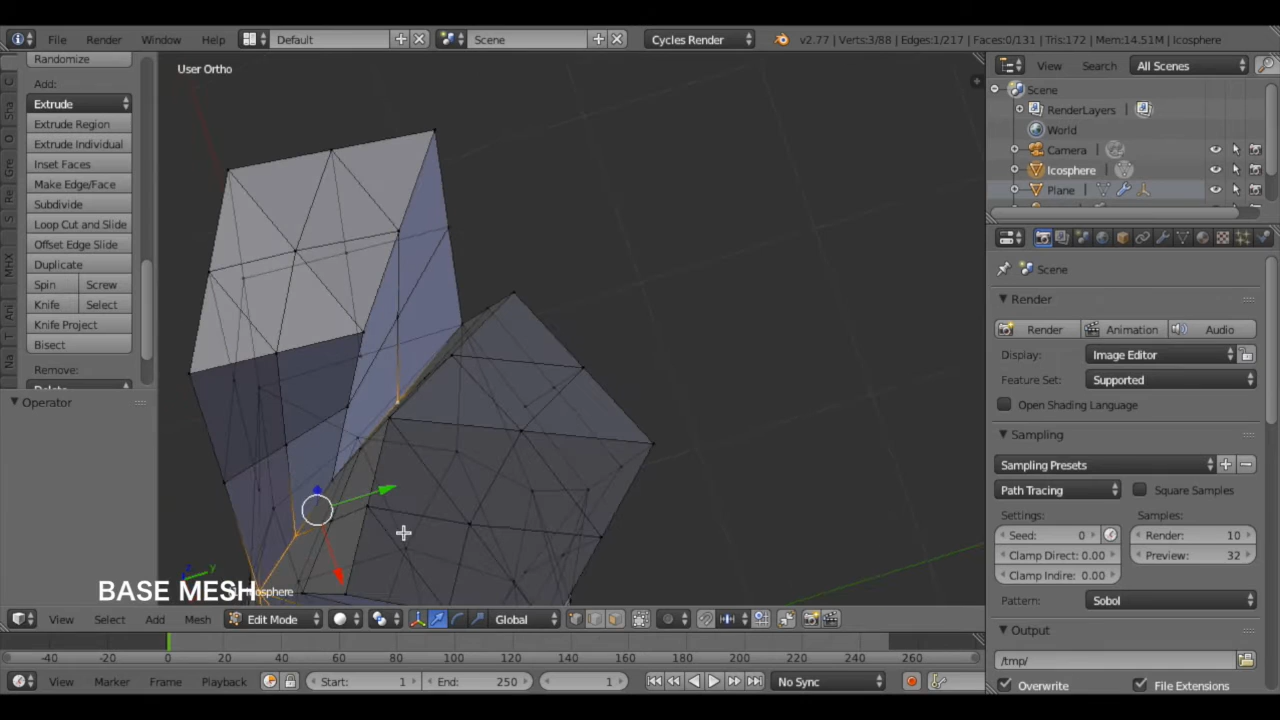 File Render Window Help Default Scene Cycles Render v2.77 | Verts:3/88 | Edges:1/217 | Faces:0/131 | Tris:172 | Mem:14.51M | Icosphere
Randomize
Add:
Extrude
Extrude Region
Extrude Individual
Inset Faces
Make Edge/Face
Subdivide
Loop Cut and Slide
Offset Edge Slide
Duplicate
Spin Screw
Knife Select
Knife Project
Bisect
Remove:
Delete
Operator
User Ortho
BASE MESH
View Select Add Mesh Edit Mode Global
-40 -20 0 20 40 60 80 100 120 140 160 180 200 220 240 260
View Marker Frame Playback Start: 1 End: 250 1 No Sync
View Search All Scenes
Scene
RenderLayers
World
Camera
Icosphere
Plane
Scene
Render
Render Animation Audio
Display: Image Editor
Feature Set: Supported
Open Shading Language
Sampling
Sampling Presets
Path Tracing Square Samples
Settings: Samples:
Seed: 0 Render: 10
Clamp Direct: 0.00 Preview: 32
Clamp Indire: 0.00
Pattern: Sobol
Output
/tmp/
Overwrite File Extensions